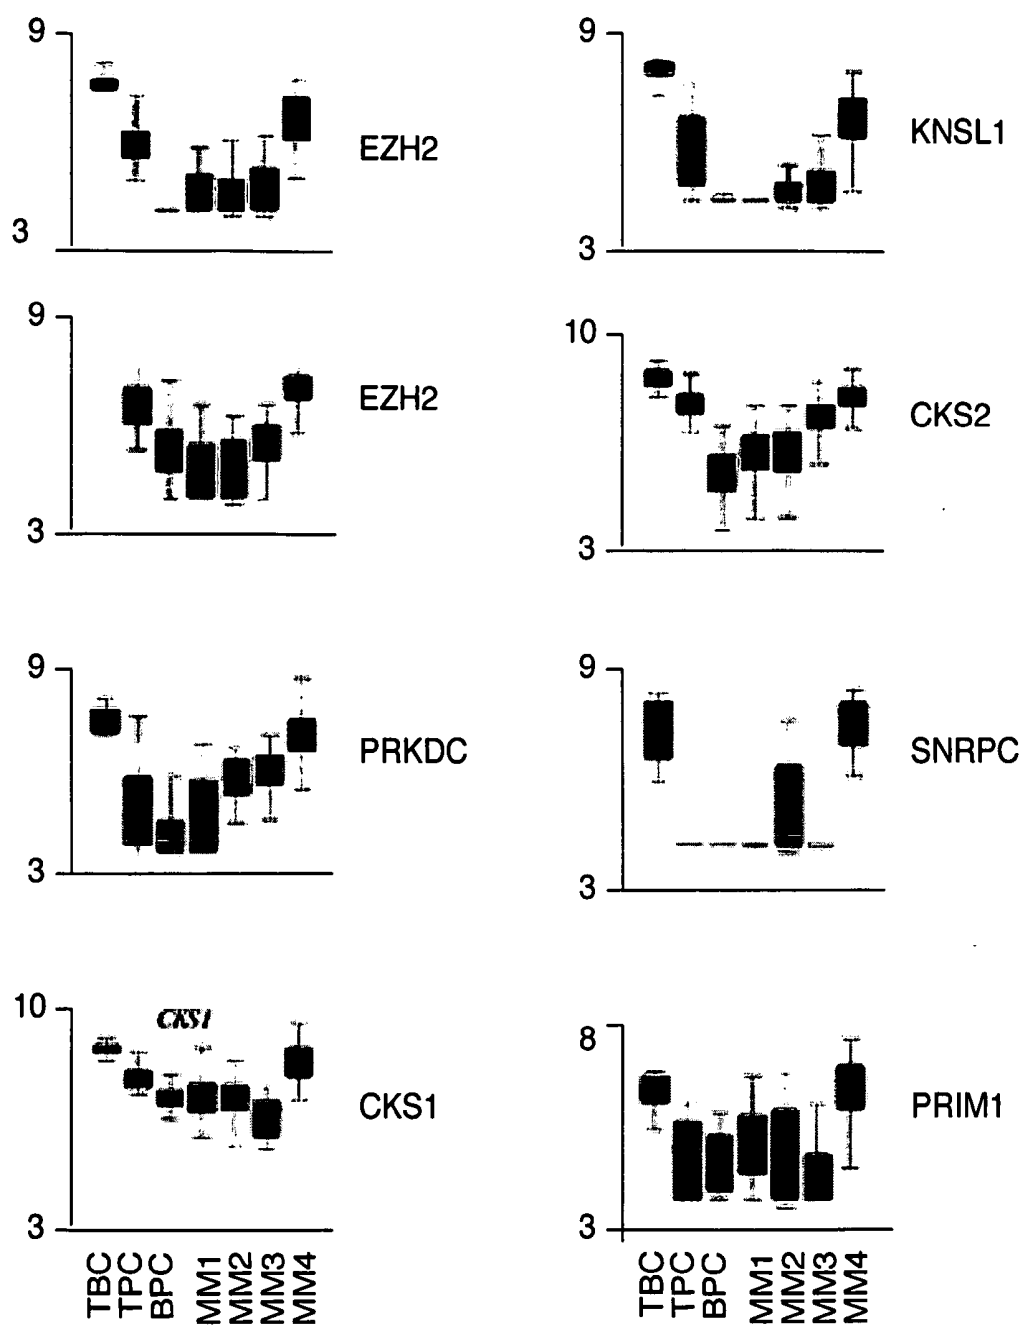 9
EZH2
3
9
KNSL1
3
9
EZH2
3
10
CKS2
3
9
PRKDC
3
9
SNRPC
3
10
CKS1
CKS1
3
8
PRIM1
3
TBC
TPC
BPC
MM1
MM2
MM3
MM4
TBC
TPC
BPC
MM1
MM2
MM3
MM4